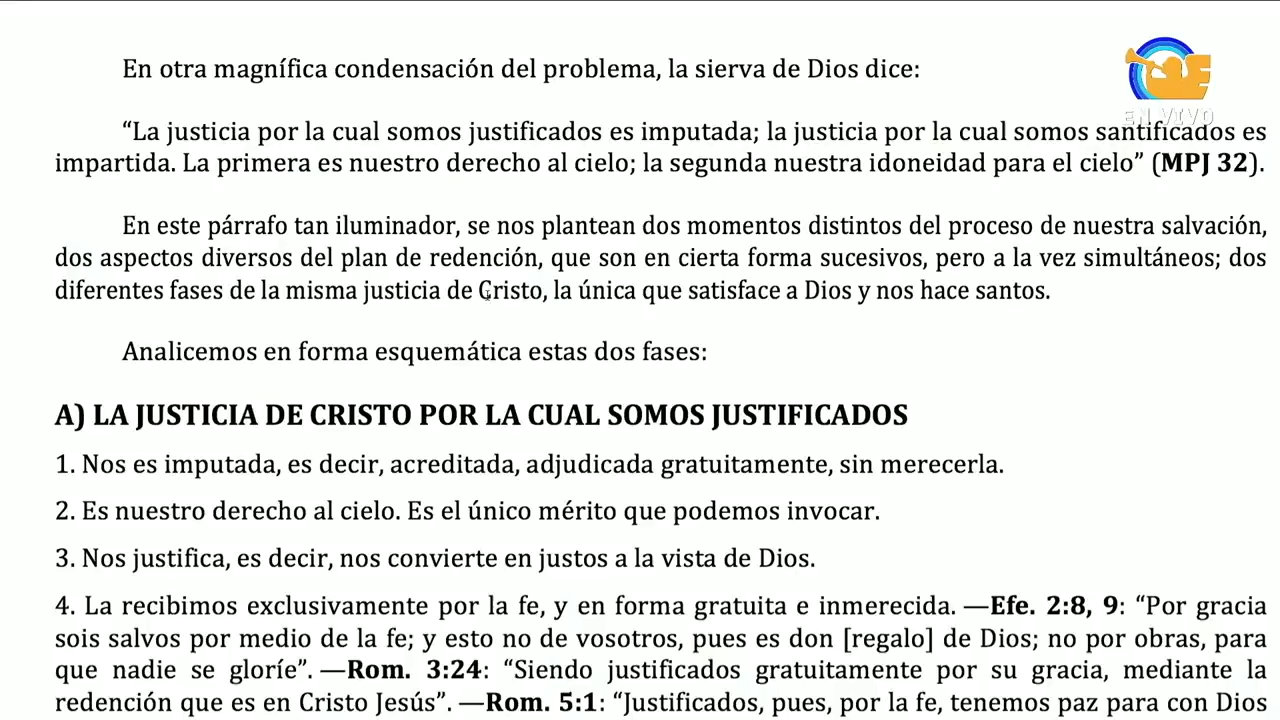 En otra magnífica condensación del problema, la sierva de Dios dice:
EN VIVO
“La justicia por la cual somos justificados es imputada; la justicia por la cual somos santificados es
impartida. La primera es nuestro derecho al cielo; la segunda nuestra idoneidad para el cielo” (MPJ 32).
En este párrafo tan iluminador, se nos plantean dos momentos distintos del proceso de nuestra salvación,
dos aspectos diversos del plan de redención, que son en cierta forma sucesivos, pero a la vez simultáneos; dos
diferentes fases de la misma justicia de Cristo, la única que satisface a Dios y nos hace santos.
Analicemos en forma esquemática estas dos fases:
A) LA JUSTICIA DE CRISTO POR LA CUAL SOMOS JUSTIFICADOS
1. Nos es imputada, es decir, acreditada, adjudicada gratuitamente, sin merecerla.
2. Es nuestro derecho al cielo. Es el único mérito que podemos invocar.
3. Nos justifica, es decir, nos convierte en justos a la vista de Dios.
4. La recibimos exclusivamente por la fe, y en forma gratuita e inmerecida. —Efe. 2:8, 9: “Por gracia
sois salvos por medio de la fe; y esto no de vosotros, pues es don [regalo] de Dios; no por obras, para
que nadie se gloríe”. —Rom. 3:24: “Siendo justificados gratuitamente por su gracia, mediante la
redención que es en Cristo Jesús”. —Rom. 5:1: “Justificados, pues, por la fe, tenemos paz para con Dios